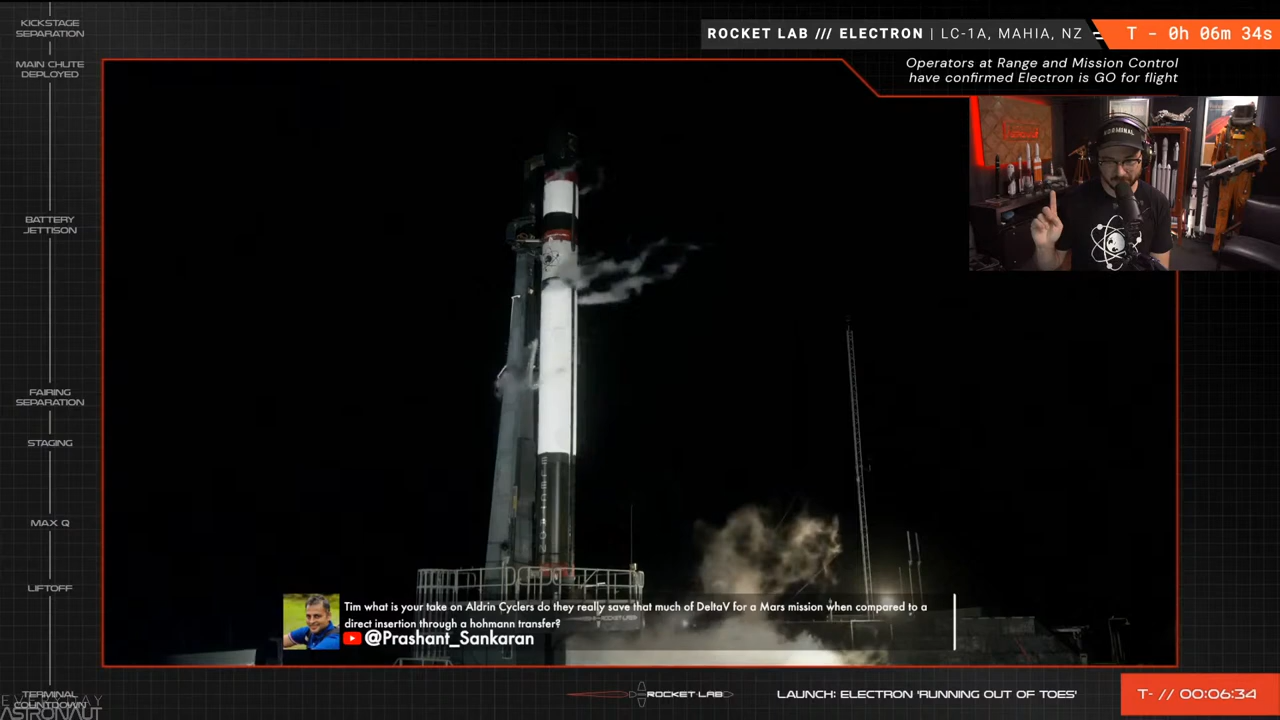 KICKSTAGE
SEPARATION
MAIN CHUTE
DEPLOYED
BATTERY
JETTISON
FAIRING
SEPARATION
STAGING
MAX Q
LIFTOFF
TERMINAL
COUNTDOWN
ASTRONAUT
ROCKET LAB /// ELECTRON | LC-1A, MAHIA, NZ
T - 0h 06m 34s
Operators at Range and Mission Control
have confirmed Electron is GO for flight
Tim what is your take on Aldrin Cyclers do they really save that much of DeltaV for a Mars mission when compared to a
direct insertion through a hohmann transfer?
@Prashant_Sankaran
ROCKET LAB
LAUNCH: ELECTRON 'RUNNING OUT OF TOES'
T- // 00:06:34